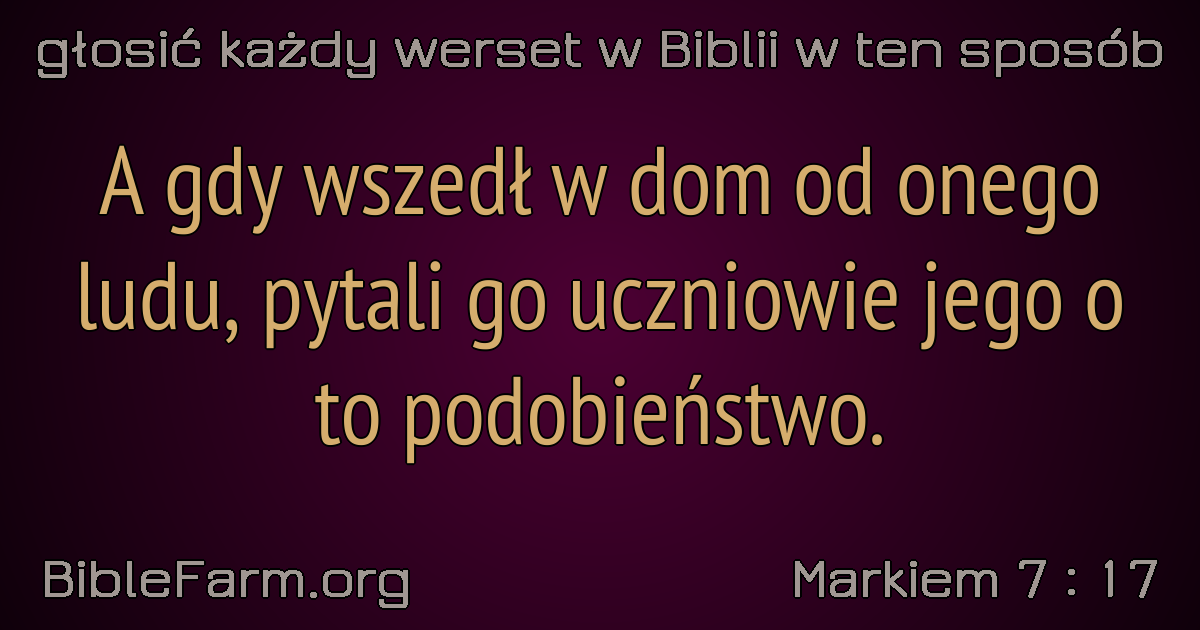 głosić każdy werset w Biblii w ten sposób
A gdy wszedł w dom od onego
ludu, pytali go uczniowie jego o
to podobieństwo.
BibleFarm.org
Markiem 7 : 17